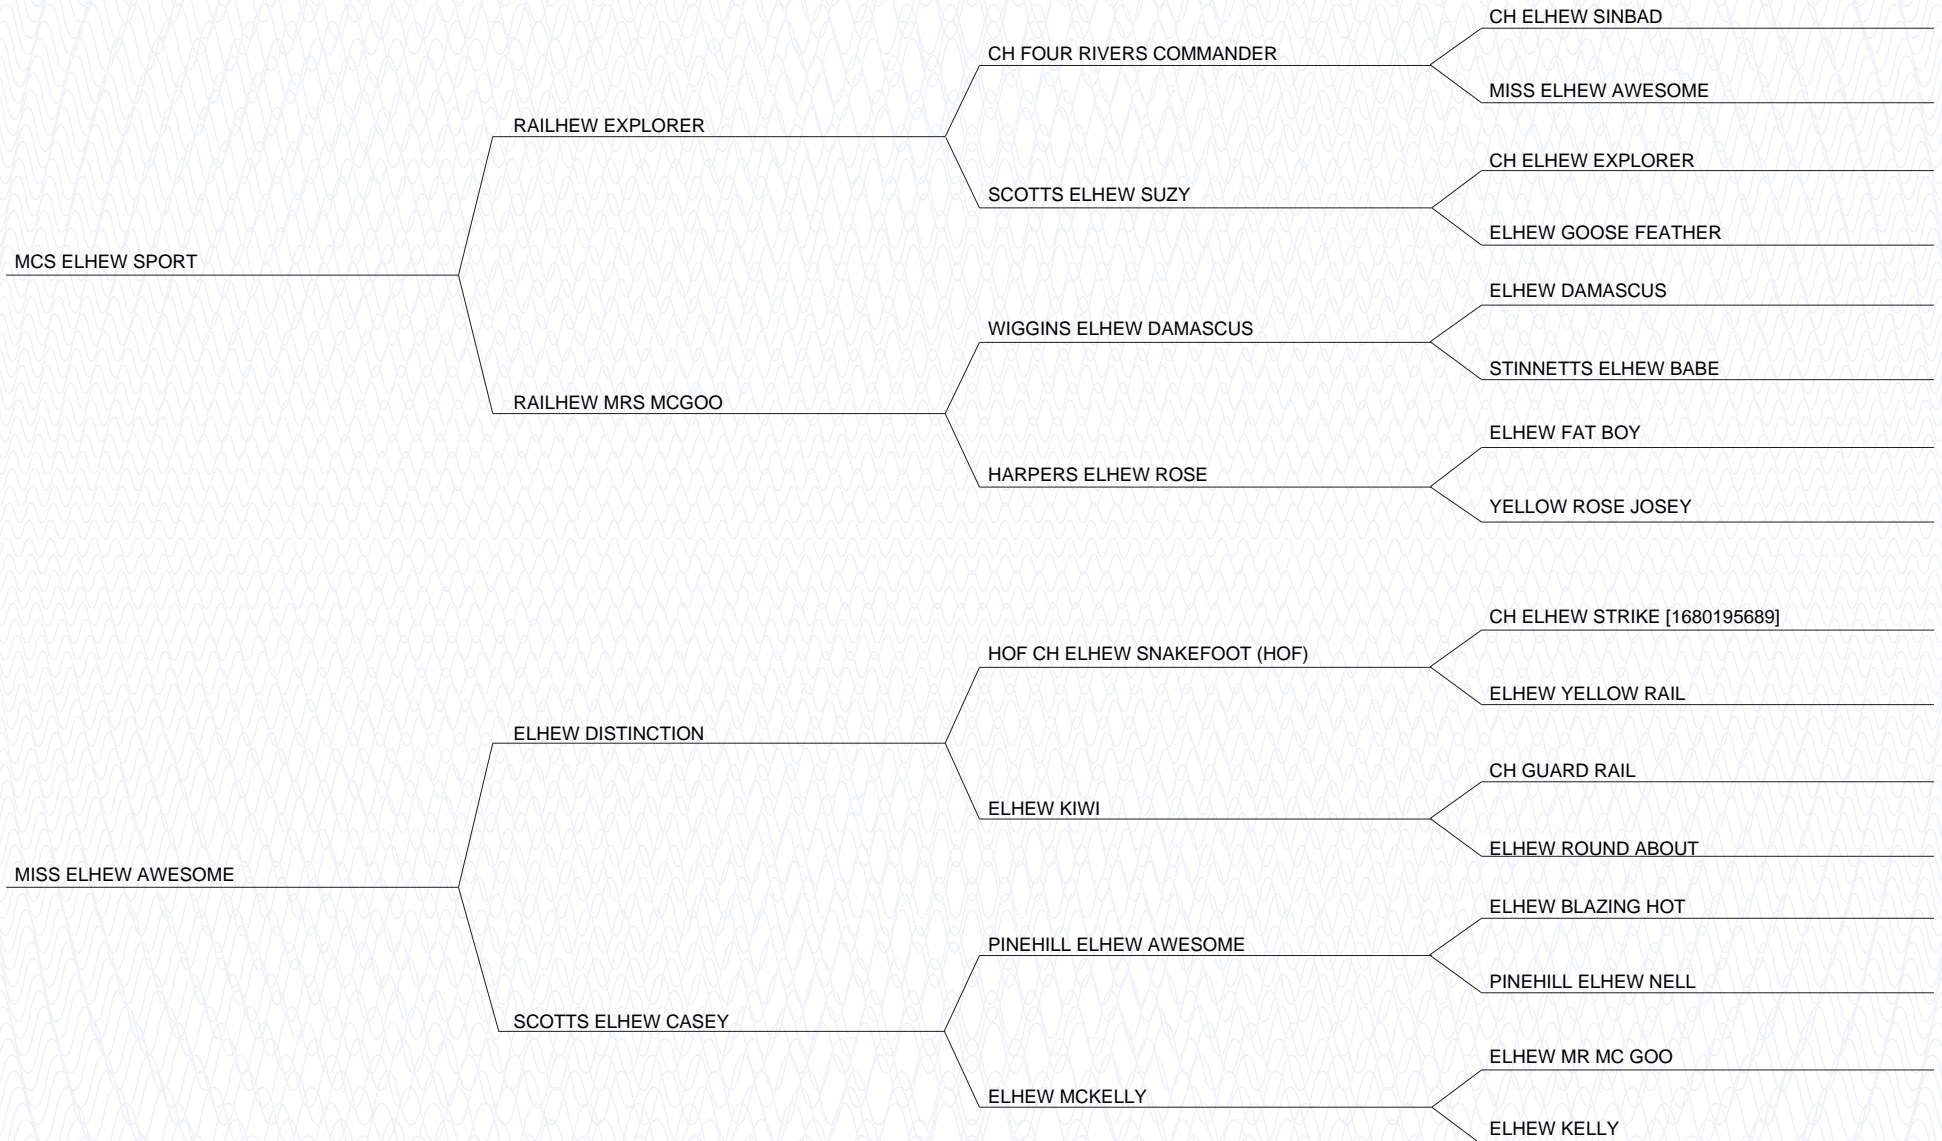 CH ELHEW SINBAD
CH FOUR RIVERS COMMANDER
MISS ELHEW AWESOME
RAILHEW EXPLORER
CH ELHEW EXPLORER
SCOTTS ELHEW SUZY
ELHEW GOOSE FEATHER
MCS ELHEW SPORT
ELHEW DAMASCUS
WIGGINS ELHEW DAMASCUS
STINNETTS ELHEW BABE
RAILHEW MRS MCGOO
ELHEW FAT BOY
HARPERS ELHEW ROSE
YELLOW ROSE JOSEY
CH ELHEW STRIKE [1680195689]
HOF CH ELHEW SNAKEFOOT (HOF)
ELHEW YELLOW RAIL
ELHEW DISTINCTION
CH GUARD RAIL
ELHEW KIWI
ELHEW ROUND ABOUT
MISS ELHEW AWESOME
ELHEW BLAZING HOT
PINEHILL ELHEW AWESOME
PINEHILL ELHEW NELL
SCOTTS ELHEW CASEY
ELHEW MR MC GOO
ELHEW MCKELLY
ELHEW KELLY